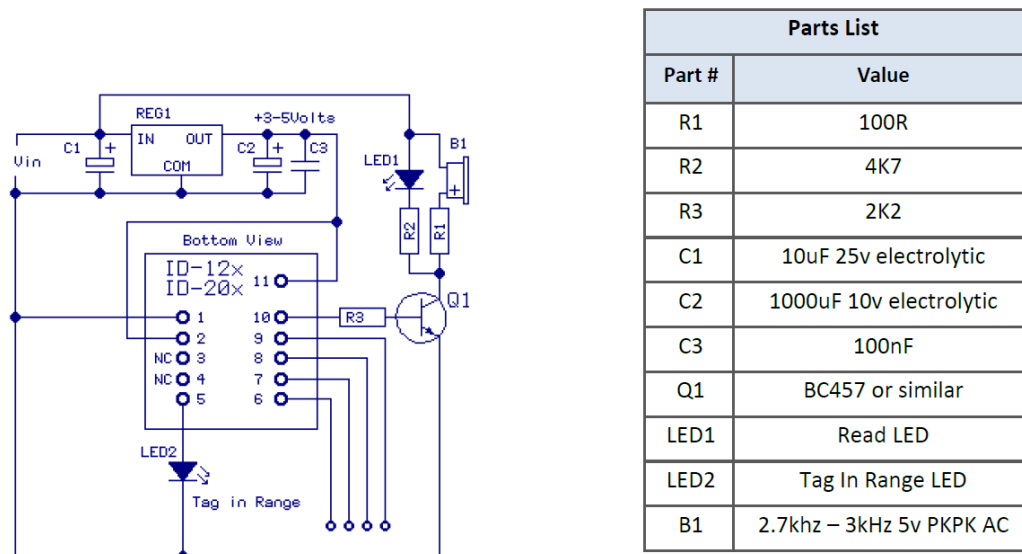 REG1
+3-5Volts
IN OUT
COM
Vin
C1 +
C2 +
C3
LED1
B1
+
R2
R1
Bottom View
ID-12x
ID-20x
11
1
2
NC 3
NC 4
5
10
9
8
7
6
R3
Q1
LED2
Tag in Range
Parts List
Part # Value
R1 100R
R2 4K7
R3 2K2
C1 10uF 25v electrolytic
C2 1000uF 10v electrolytic
C3 100nF
Q1 BC457 or similar
LED1 Read LED
LED2 Tag In Range LED
B1 2.7khz – 3kHz 5v PKPK AC